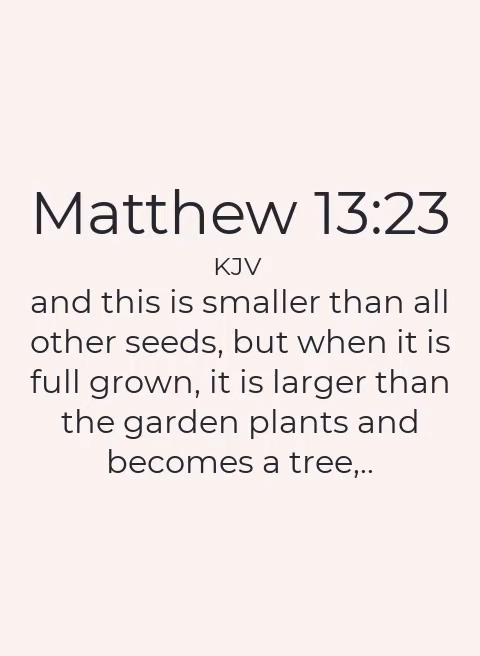 Matthew 13:23
KJV
and this is smaller than all
other seeds, but when it is
full grown, it is larger than
the garden plants and
becomes a tree,..